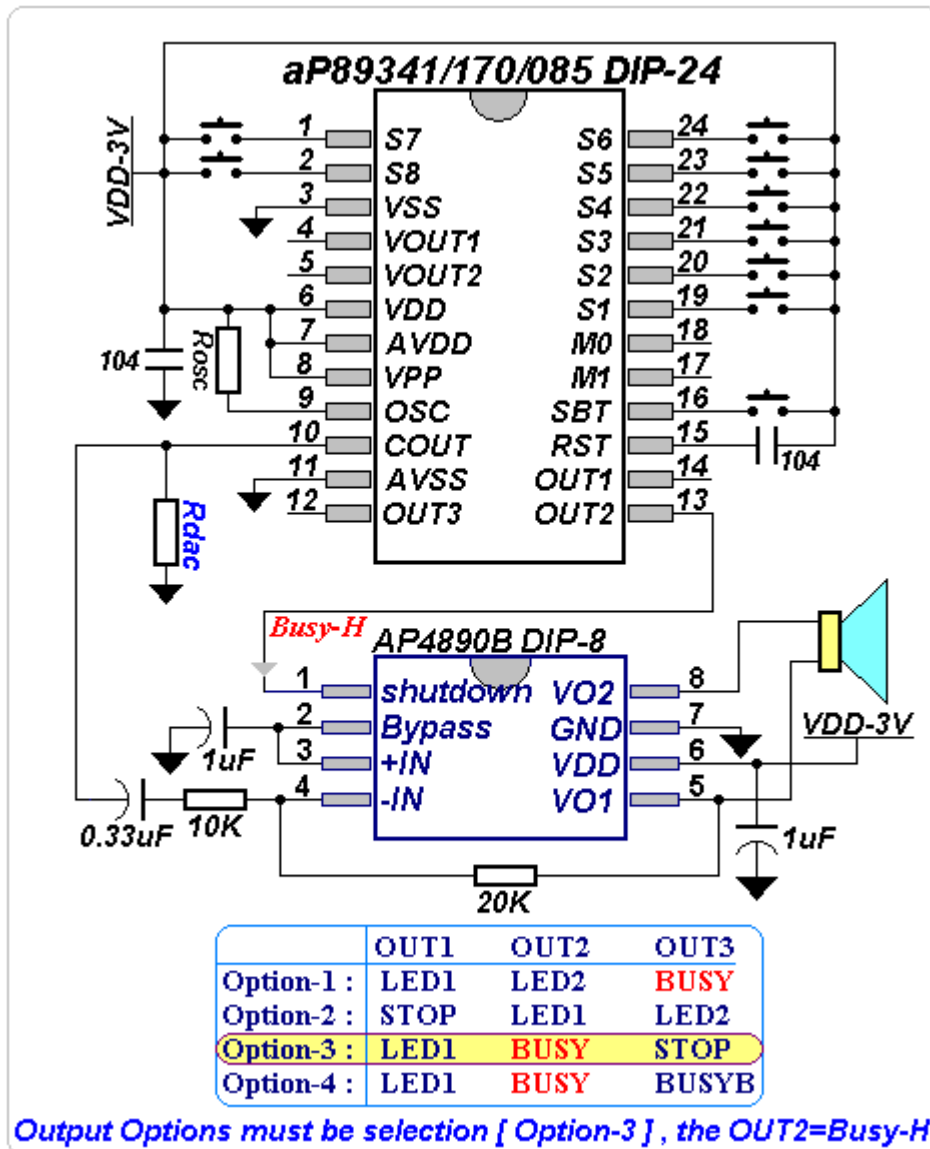 aP89341/170/085 DIP-24
VDD-3V
1 S7 S6 24
2 S8 S5 23
3 VSS S4 22
4 VOUT1 S3 21
5 VOUT2 S2 20
6 VDD S1 19
7 AVDD M0 18
8 VPP M1 17
9 OSC SBT 16
10 COUT RST 15
11 AVSS OUT1 14
12 OUT3 OUT2 13
104
Rosc
104
Rdac
Busy-H
AP4890B DIP-8
1 shutdown VO2 8
2 Bypass GND 7
3 +IN VDD 6
4 -IN VO1 5
VDD-3V
1uF
0.33uF
10K
1uF
20K
OUT1 OUT2 OUT3
Option-1 : LED1 LED2 BUSY
Option-2 : STOP LED1 LED2
Option-3 : LED1 BUSY STOP
Option-4 : LED1 BUSY BUSYB
Output Options must be selection [ Option-3 ] , the OUT2=Busy-H